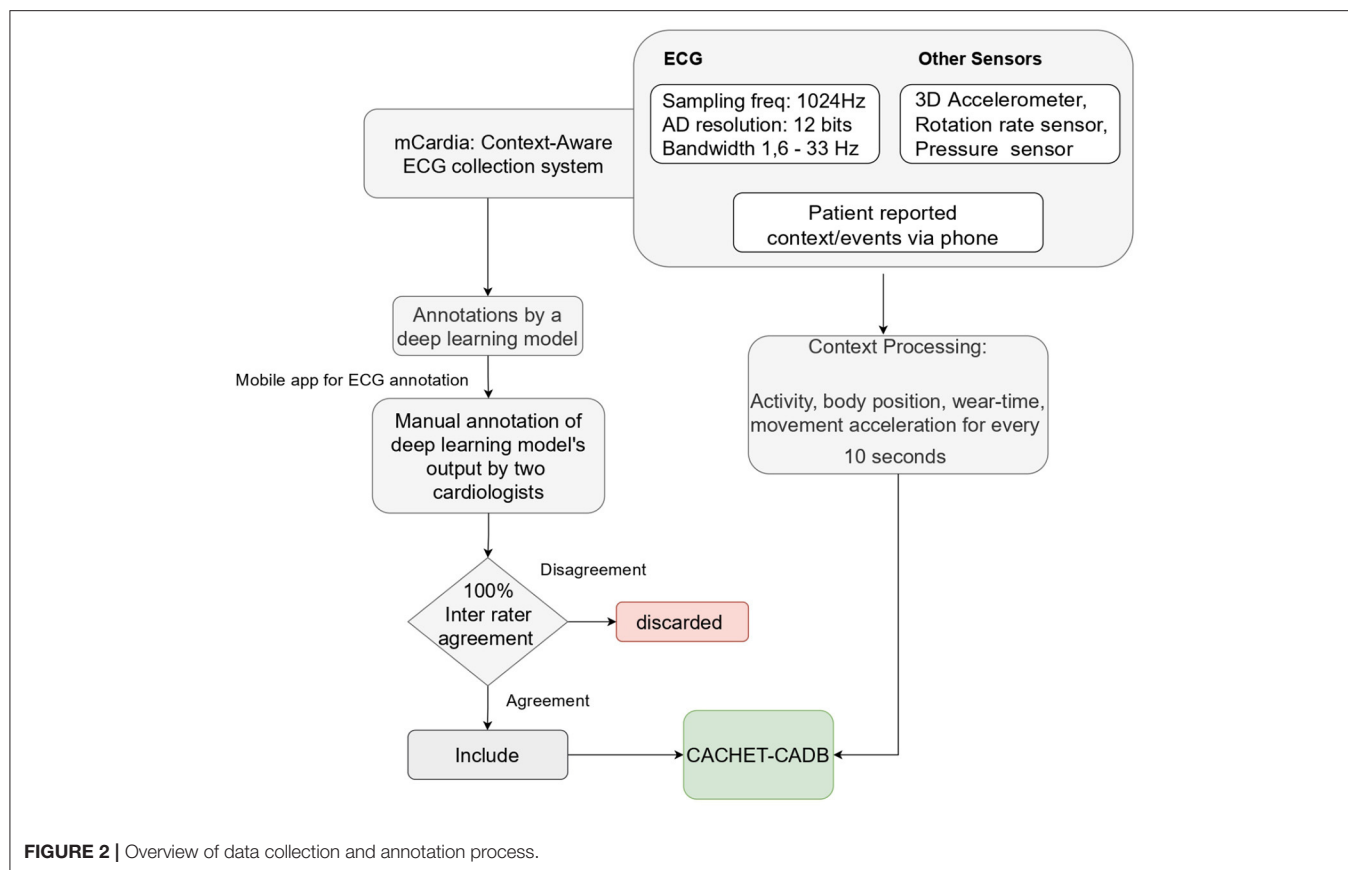 ECG
Sampling freq: 1024Hz
AD resolution: 12 bits
Bandwidth 1,6 - 33 Hz
Other Sensors
3D Accelerometer,
Rotation rate sensor,
Pressure sensor
mCardia: Context-Aware
ECG collection system
Patient reported
context/events via phone
Annotations by a
deep learning model
Mobile app for ECG annotation
Manual annotation of
deep learning model's
output by two
cardiologists
Context Processing:
Activity, body position, wear-time,
movement acceleration for every
10 seconds
100%
Inter rater
agreement
Disagreement
discarded
Agreement
Include
CACHET-CADB
FIGURE 2 | Overview of data collection and annotation process.